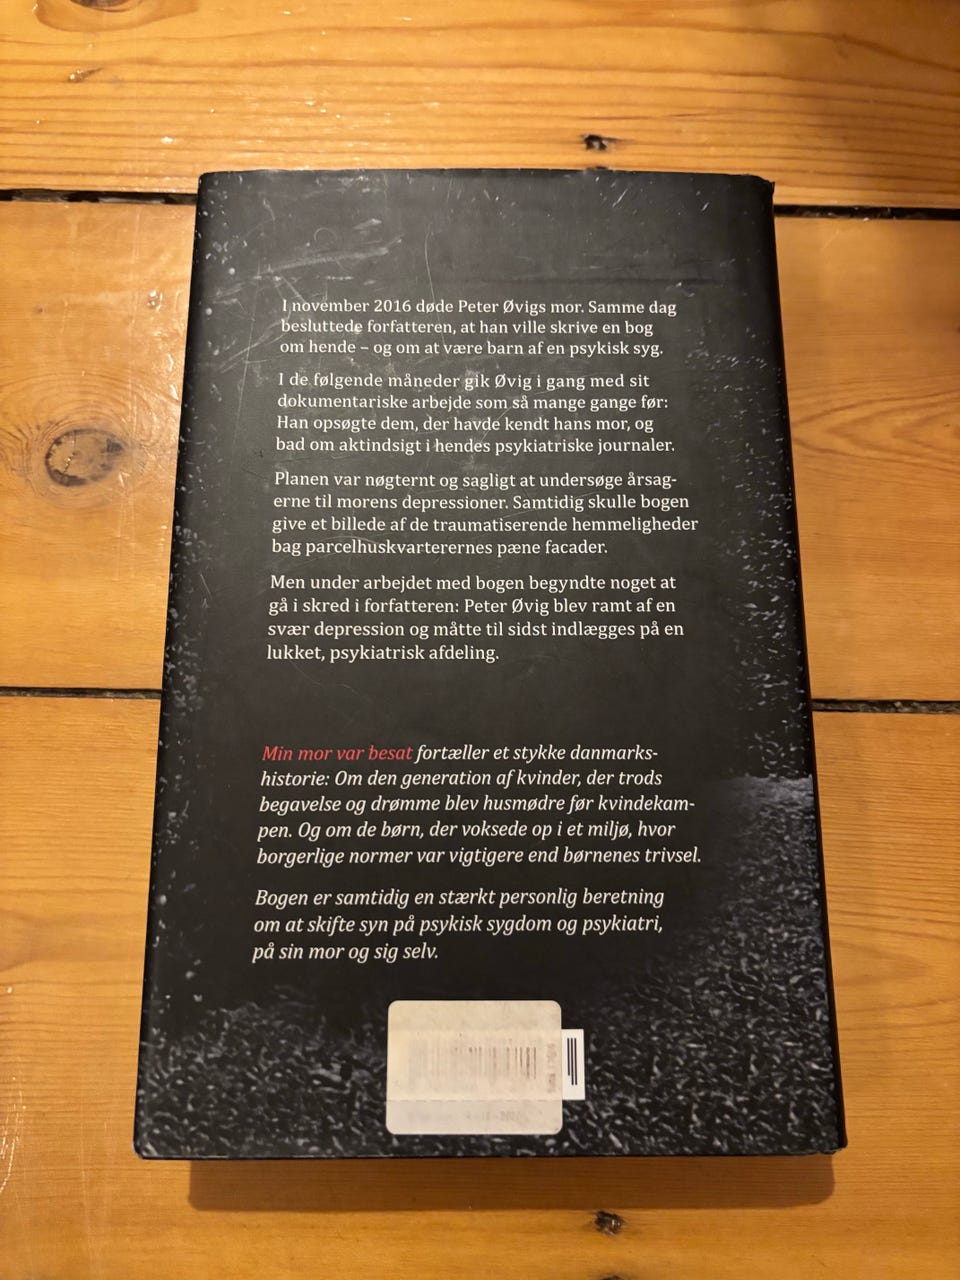 I november 2016 døde Peter Øvigs mor. Samme dag
besluttede forfatteren, at han ville skrive en bog
om hende – og om at være barn af en psykisk syg.
I de følgende måneder gik Øvig i gang med sit
dokumentariske arbejde som så mange gange før:
Han opsøgte dem, der havde kendt hans mor, og
bad om aktindsigt i hendes psykiatriske journaler.
Planen var nøgternt og sagligt at undersøge årsag-
erne til morens depressioner. Samtidig skulle bogen
give et billede af de traumatiserende hemmeligheder
bag parcelhuskvarterernes pæne facader.
Men under arbejdet med bogen begyndte noget at
gå i skred i forfatteren: Peter Øvig blev ramt af en
svær depression og måtte til sidst indlægges på en
lukket, psykiatrisk afdeling.
Min mor var besat fortæller et stykke danmarks-
historie: Om den generation af kvinder, der trods
begavelse og drømme blev husmødre før kvindekam-
pen. Og om de børn, der voksede op i et miljø, hvor
borgerlige normer var vigtigere end børnenes trivsel.
Bogen er samtidig en stærkt personlig beretning
om at skifte syn på psykisk sygdom og psykiatri,
på sin mor og sig selv.